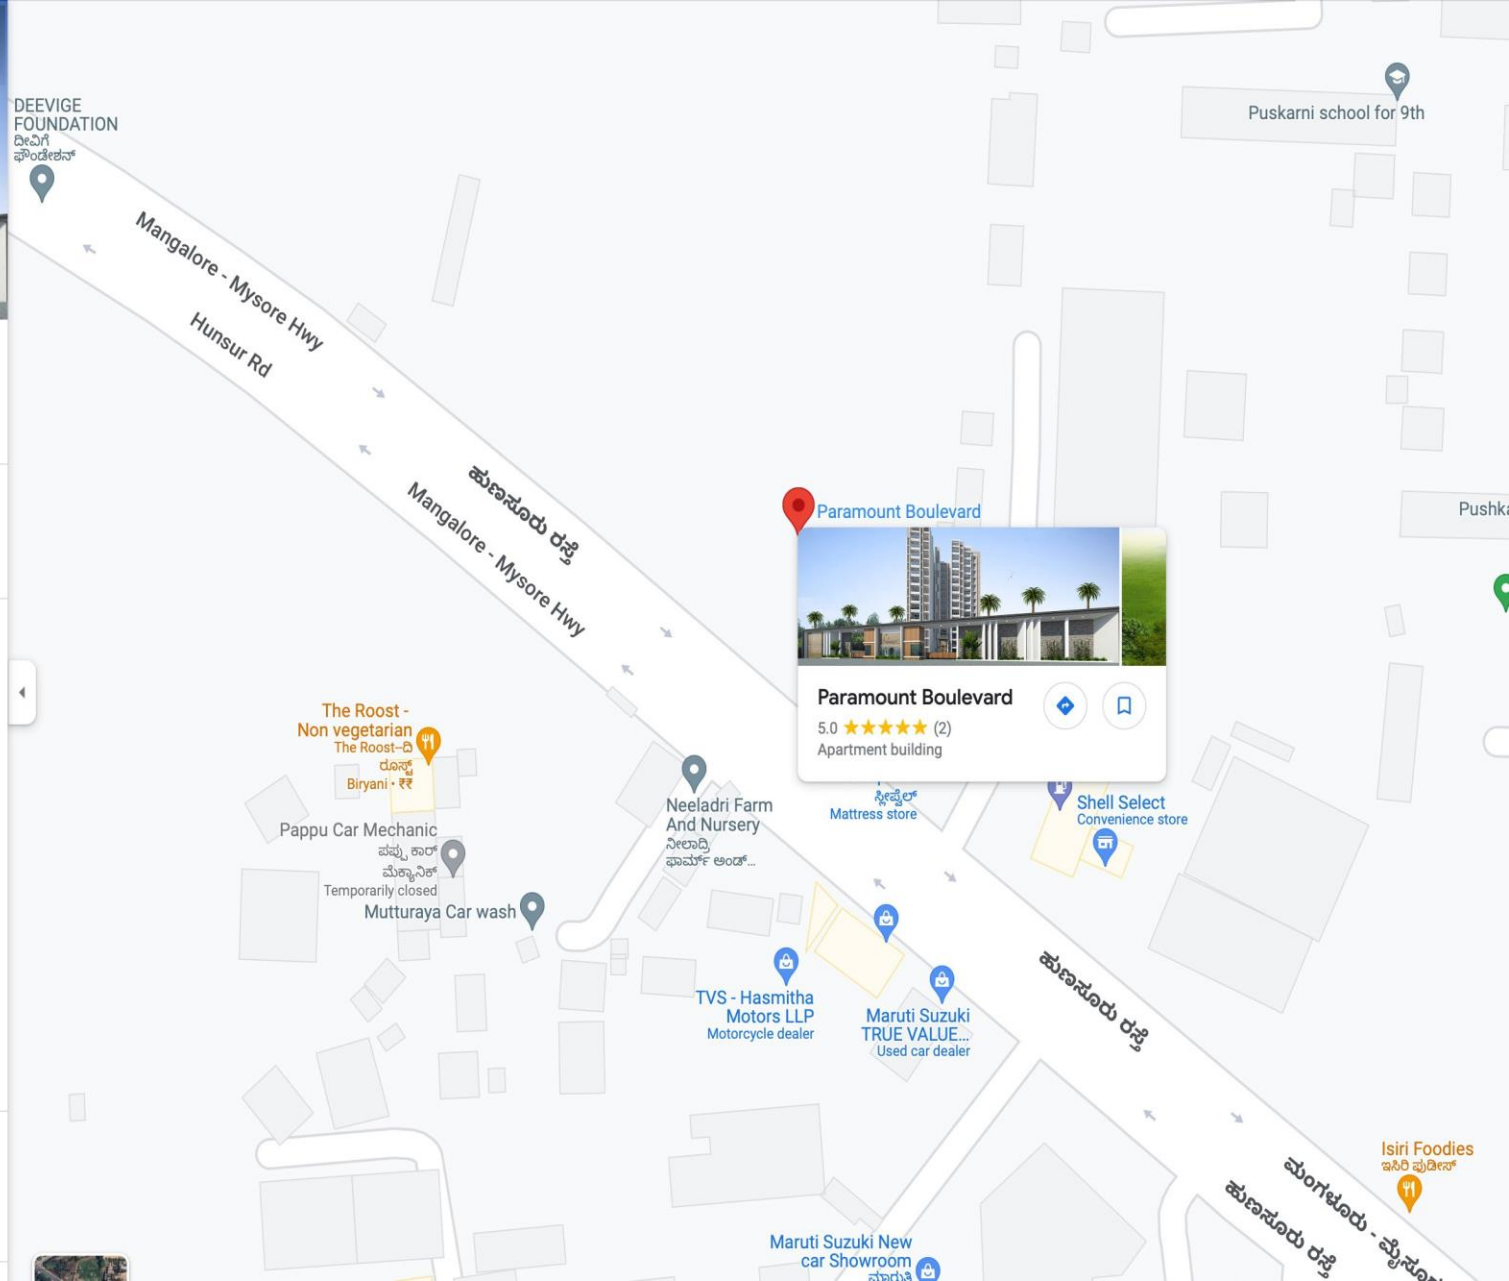 DEEVIGE
FOUNDATION
ದೀವಿಗೆ
ಫೌಂಡೇಶನ್
Puskarni school for 9th
Mangalore - Mysore Hwy
Hunsur Rd
ಹುಣಸೂರು ರಸ್ತೆ
Mangalore - Mysore Hwy
Paramount Boulevard
Paramount Boulevard
5.0
(2)
Apartment building
The Roost -
Non vegetarian
The Roost--ದಿ
ರೂಸ್ಟ್
Biryani • ₹₹
Neeladri Farm
And Nursery
ನೀಲಾದ್ರಿ
ಫಾರ್ಮ್ ಅಂಡ್...
ಸ್ಲೀಪ್ವೆಲ್
Mattress store
Shell Select
Convenience store
Pappu Car Mechanic
ಪಪ್ಪು ಕಾರ್
ಮೆಕ್ಯಾನಿಕ್
Temporarily closed
Mutturaya Car wash
TVS - Hasmitha
Motors LLP
Motorcycle dealer
Maruti Suzuki
TRUE VALUE...
Used car dealer
ಹುಣಸೂರು ರಸ್ತೆ
Isiri Foodies
ಇಸಿರಿ ಫುಡೀಸ್
ಮಂಗಳೂರು -
ಹುಣಸೂರು ರಸ್ತೆ
Maruti Suzuki New
car Showroom
ಮಾರುತಿ